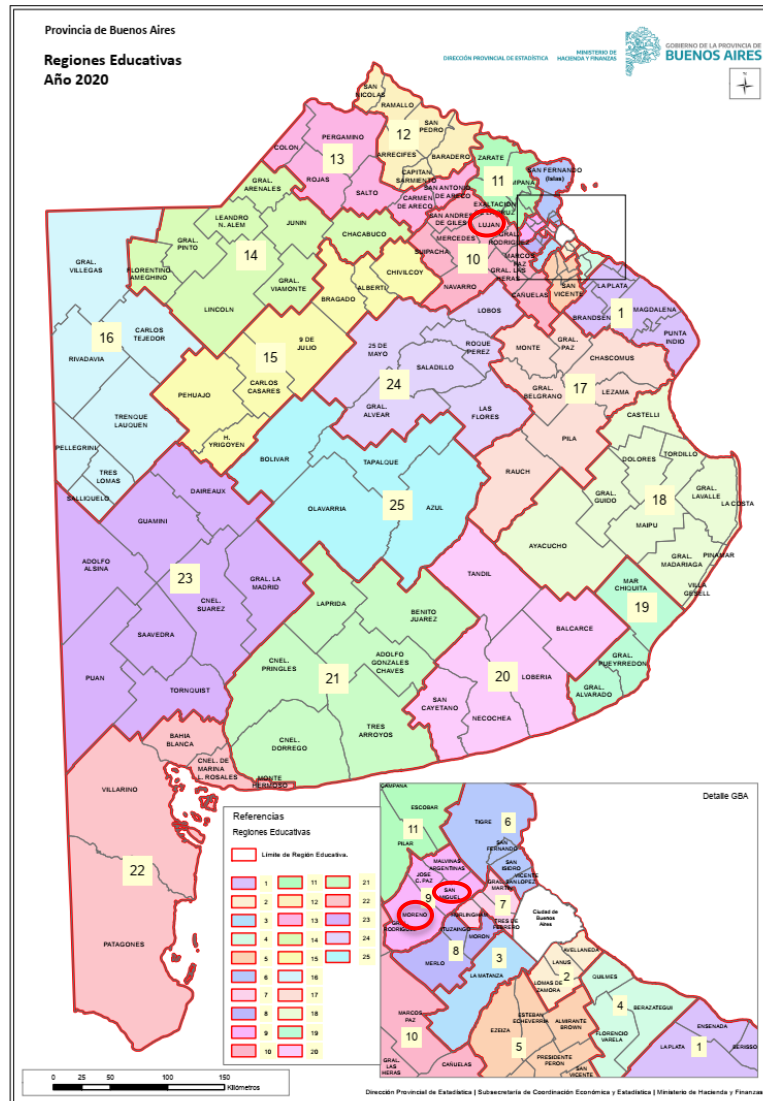 Provincia de Buenos Aires
Regiones Educativas
Año 2020
DIRECCIÓN PROVINCIAL DE ESTADÍSTICA
MINISTERIO DE
HACIENDA Y FINANZAS
GOBIERNO DE LA PROVINCIA DE
BUENOS AIRES
N
SAN
NICOLAS
RAMALLO
SAN
PEDRO
12
ARRECIFES
BARADERO
CAPITAN
SARMIENTO
PERGAMINO
COLON
13
ROJAS
SALTO
SAN ANTONIO
DE ARECO
CARMEN
DE ARECO
ZARATE
11
EXALTACION
SAN FERNANDO
(Islas)
GRAL.
ARENALES
LEANDRO
N. ALEM
JUNIN
CHACABUCO
GRAL.
PINTO
14
FLORENTINO
AMEGHINO
GRAL.
VIAMONTE
LINCOLN
SAN ANDRES
DE GILES
LUJAN
MERCEDES
GRAL.
RODRIGUEZ
SUIPACHA
10
MARCOS
PAZ
GRAL. LAS
HERAS
NAVARRO
CAÑUELAS
CHIVILCOY
ALBERTI
BRAGADO
SAN
VICENTE
LA PLATA
1
MAGDALENA
BRANDSEN
PUNTA
INDIO
GRAL.
VILLEGAS
16
CARLOS
TEJEDOR
RIVADAVIA
TRENQUE
LAUQUEN
PELLEGRINI
TRES
LOMAS
SALLIQUELO
15
9 DE
JULIO
PEHUAJO
CARLOS
CASARES
H.
YRIGOYEN
LOBOS
25 DE
MAYO
ROQUE
PEREZ
SALADILLO
24
GRAL.
ALVEAR
LAS
FLORES
MONTE
GRAL.
PAZ
CHASCOMUS
17
GRAL.
BELGRANO
LEZAMA
PILA
RAUCH
CASTELLI
DOLORES
TORDILLO
GRAL.
LAVALLE
LA COSTA
GRAL.
GUIDO
18
MAIPU
AYACUCHO
GRAL.
MADARIAGA
PINAMAR
VILLA
GESELL
BOLIVAR
TAPALQUE
25
OLAVARRIA
AZUL
DAIREAUX
GUAMINI
ADOLFO
ALSINA
23
GRAL. LA
MADRID
CNEL.
SUAREZ
SAAVEDRA
PUAN
TORNQUIST
LAPRIDA
BENITO
JUAREZ
CNEL.
PRINGLES
21
ADOLFO
GONZALES
CHAVES
CNEL.
DORREGO
TRES
ARROYOS
MONTE
HERMOSO
TANDIL
BALCARCE
20
LOBERIA
SAN
CAYETANO
NECOCHEA
MAR
CHIQUITA
19
GRAL.
PUEYRREDON
GRAL.
ALVARADO
BAHIA
BLANCA
CNEL. DE
MARINA
L. ROSALES
VILLARINO
22
PATAGONES
Referencias
Regiones Educativas
Límite de Región Educativa.
1 11 21
2 12 22
3 13 23
4 14 24
5 15 25
6 16
7 17
8 18
9 19
10 20
Detalle GBA
CAMPANA
ESCOBAR
11
PILAR
TIGRE
6
SAN
FERNANDO
SAN
ISIDRO
VICENTE
LOPEZ
MALVINAS
ARGENTINAS
JOSE
C. PAZ
9
SAN
MIGUEL
MORENO
GRAL.
SAN
MARTIN
7
TRES DE
FEBRERO
HURLINGHAM
ITUZAINGO
MORON
8
MERLO
3
LA MATANZA
Ciudad de
Buenos
Aires
AVELLANEDA
LANUS
2
LOMAS DE
ZAMORA
QUILMES
4
BERAZATEGUI
FLORENCIO
VARELA
ENSENADA
1
LA PLATA
BERISSO
MARCOS
PAZ
10
GRAL.
LAS
HERAS
CAÑUELAS
EZEIZA
ESTEBAN
ECHEVERRIA
ALMIRANTE
BROWN
5
PRESIDENTE
PERON
SAN
VICENTE
0 25 50 100 150
Kilómetros
Dirección Provincial de Estadística | Subsecretaría de Coordinación Económica y Estadística | Ministerio de Hacienda y Finanzas